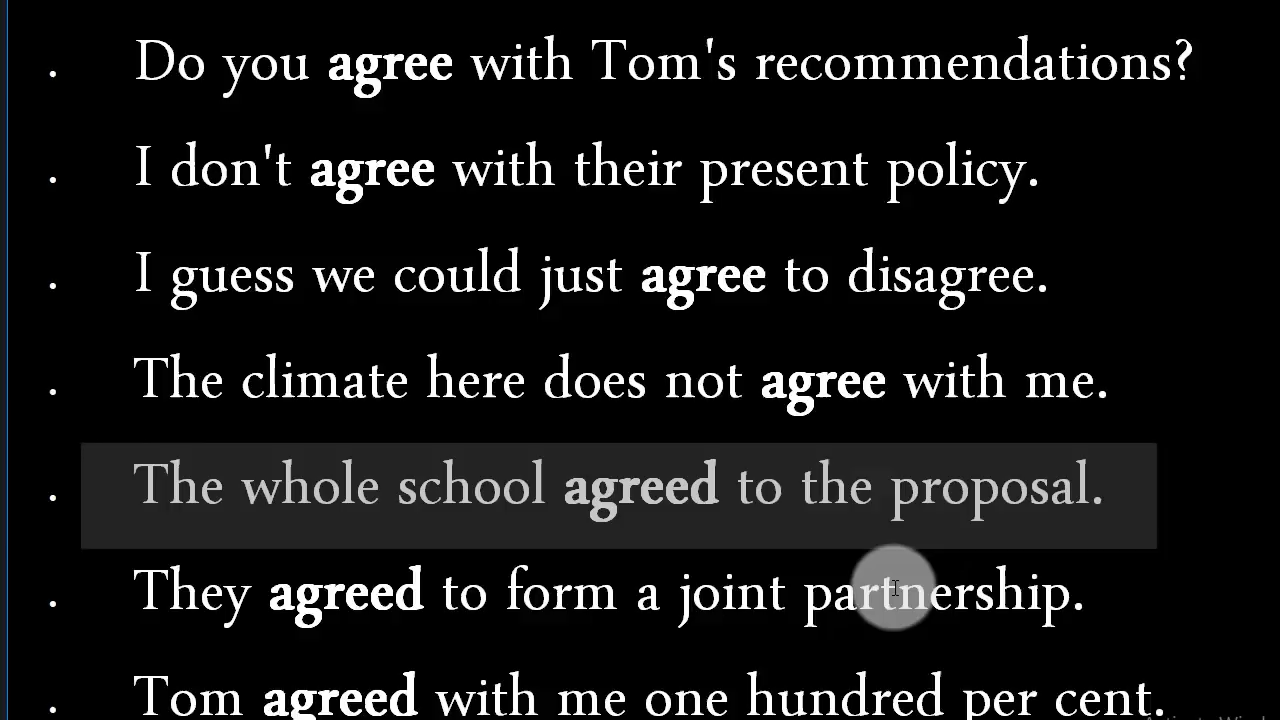 . Do you agree with Tom's recommendations?
. I don't agree with their present policy.
. I guess we could just agree to disagree.
. The climate here does not agree with me.
. The whole school agreed to the proposal.
. They agreed to form a joint partnership.
. Tom agreed with me one hundred per cent.